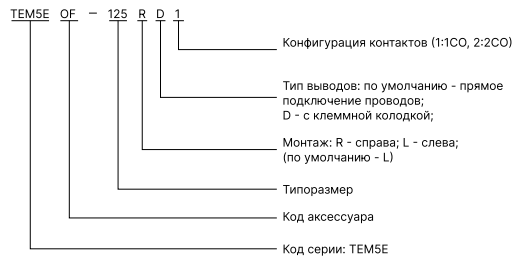 TEM5E OF – 125 R D 1
Конфигурация контактов (1:1CO, 2:2CO)
Тип выводов: по умолчанию - прямое
подключение проводов;
D - с клеммной колодкой;
Монтаж: R - справа; L - слева;
(по умолчанию - L)
Типоразмер
Код аксессуара
Код серии: TEM5E